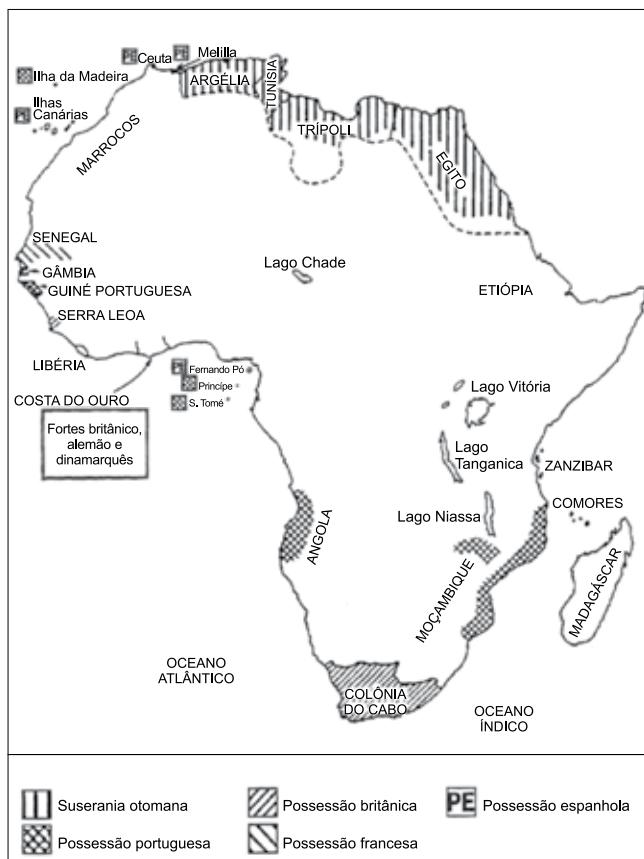 PE
Ceuta
PE
Melilla
Ilha da Madeira
ARGÉLIA
TUNÍSIA
Ilhas
Canárias
PE
MARROCOS
TRÍPOLI
EGITO
SENEGAL
GÂMBIA
GUINÉ PORTUGUESA
SERRA LEOA
Lago Chade
ETIÓPIA
LIBÉRIA
PE
Fernando Pó
Príncipe
S. Tomé
COSTA DO OURO
Fortes britânico,
alemão e
dinamarquês
Lago Vitória
Lago
Tanganica
ZANZIBAR
Lago Niassa
COMORES
ANGOLA
MOÇAMBIQUE
MADAGÁSCAR
OCEANO
ATLÂNTICO
COLÔNIA
DO CABO
OCEANO
ÍNDICO
Suserania otomana
Possessão britânica
PE
Possessão espanhola
Possessão portuguesa
Possessão francesa